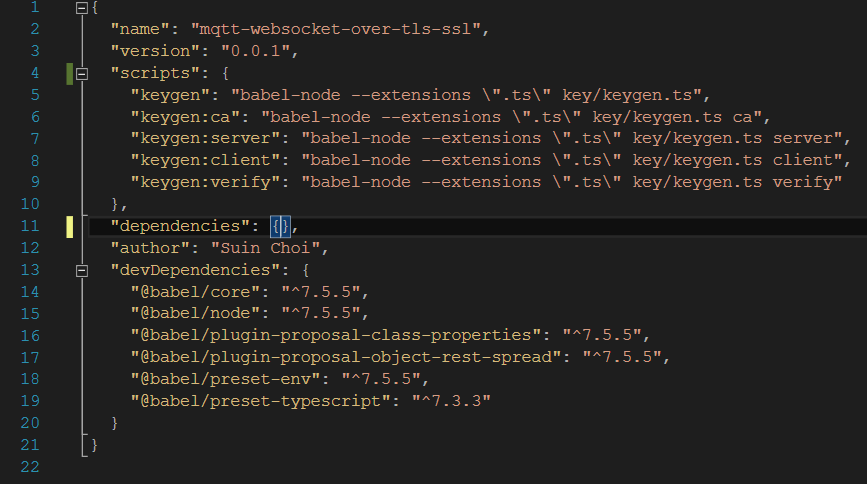 1 {
2 "name": "mqtt-websocket-over-tls-ssl",
3 "version": "0.0.1",
4 "scripts": {
5 "keygen": "babel-node --extensions \".ts\" key/keygen.ts",
6 "keygen:ca": "babel-node --extensions \".ts\" key/keygen.ts ca",
7 "keygen:server": "babel-node --extensions \".ts\" key/keygen.ts server",
8 "keygen:client": "babel-node --extensions \".ts\" key/keygen.ts client",
9 "keygen:verify": "babel-node --extensions \".ts\" key/keygen.ts verify"
10 },
11 "dependencies": {},
12 "author": "Suin Choi",
13 "devDependencies": {
14 "@babel/core": "^7.5.5",
15 "@babel/node": "^7.5.5",
16 "@babel/plugin-proposal-class-properties": "^7.5.5",
17 "@babel/plugin-proposal-object-rest-spread": "^7.5.5",
18 "@babel/preset-env": "^7.5.5",
19 "@babel/preset-typescript": "^7.3.3"
20 }
21 }
22